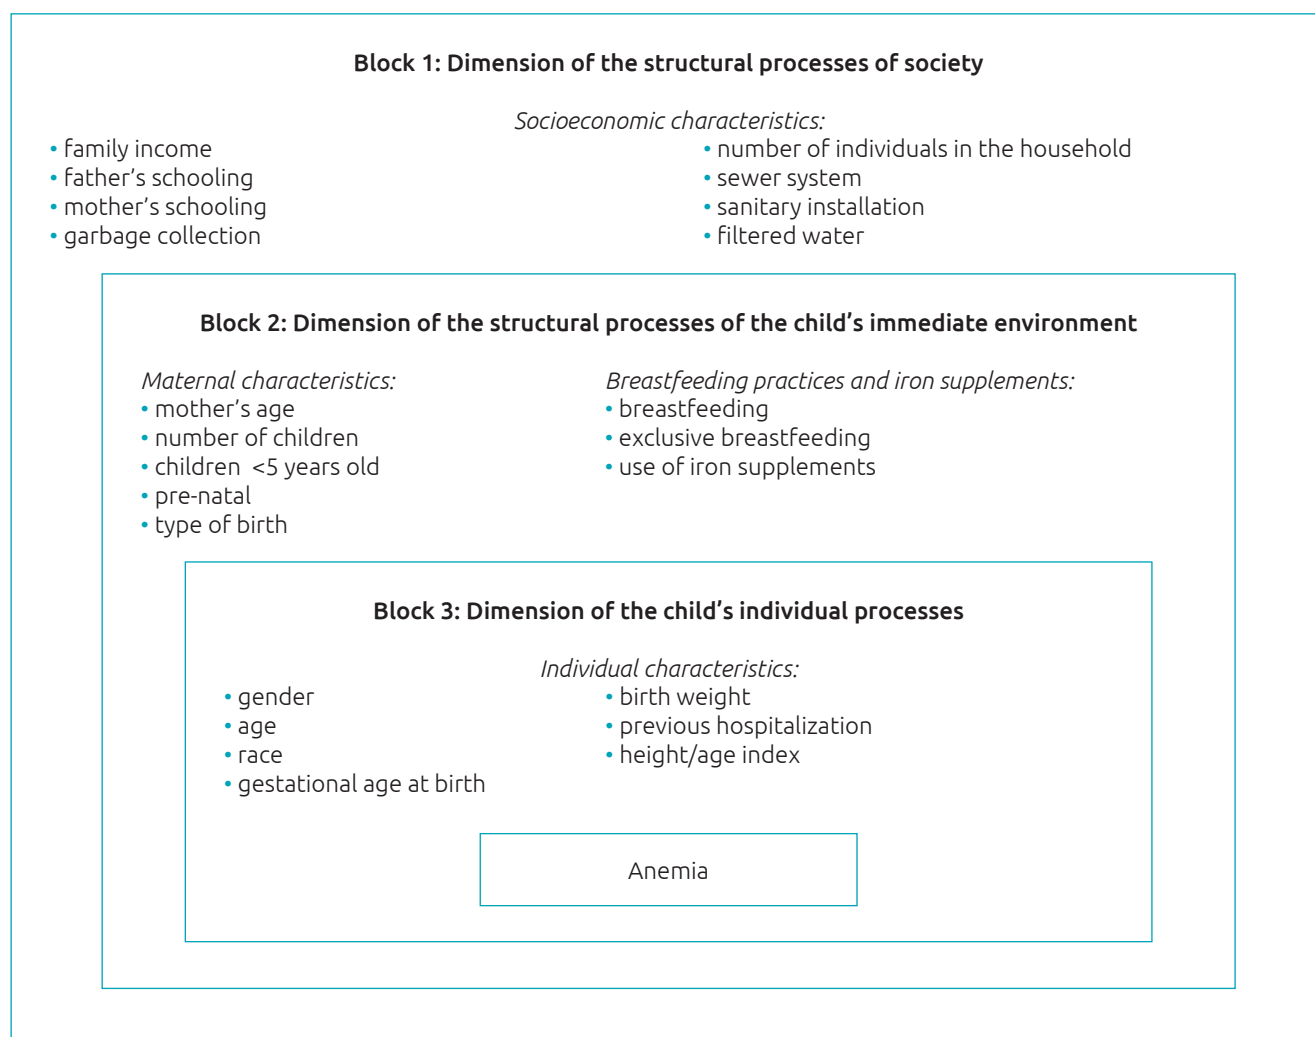 Block 1: Dimension of the structural processes of society
Socioeconomic characteristics:
• family income
• father's schooling
• mother's schooling
• garbage collection
• number of individuals in the household
• sewer system
• sanitary installation
• filtered water
Block 2: Dimension of the structural processes of the child's immediate environment
Maternal characteristics:
• mother's age
• number of children
• children <5 years old
• pre-natal
• type of birth
Breastfeeding practices and iron supplements:
• breastfeeding
• exclusive breastfeeding
• use of iron supplements
Block 3: Dimension of the child's individual processes
Individual characteristics:
• gender
• age
• race
• gestational age at birth
• birth weight
• previous hospitalization
• height/age index
Anemia